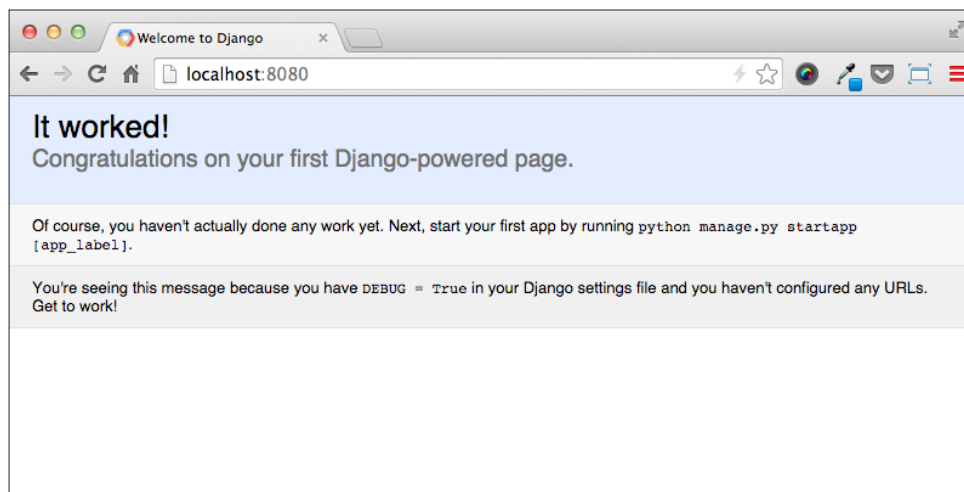 Welcome to Django
localhost:8080
It worked!
Congratulations on your first Django-powered page.
Of course, you haven't actually done any work yet. Next, start your first app by running python manage.py startapp
[app_label].
You're seeing this message because you have DEBUG = True in your Django settings file and you haven't configured any URLs.
Get to work!